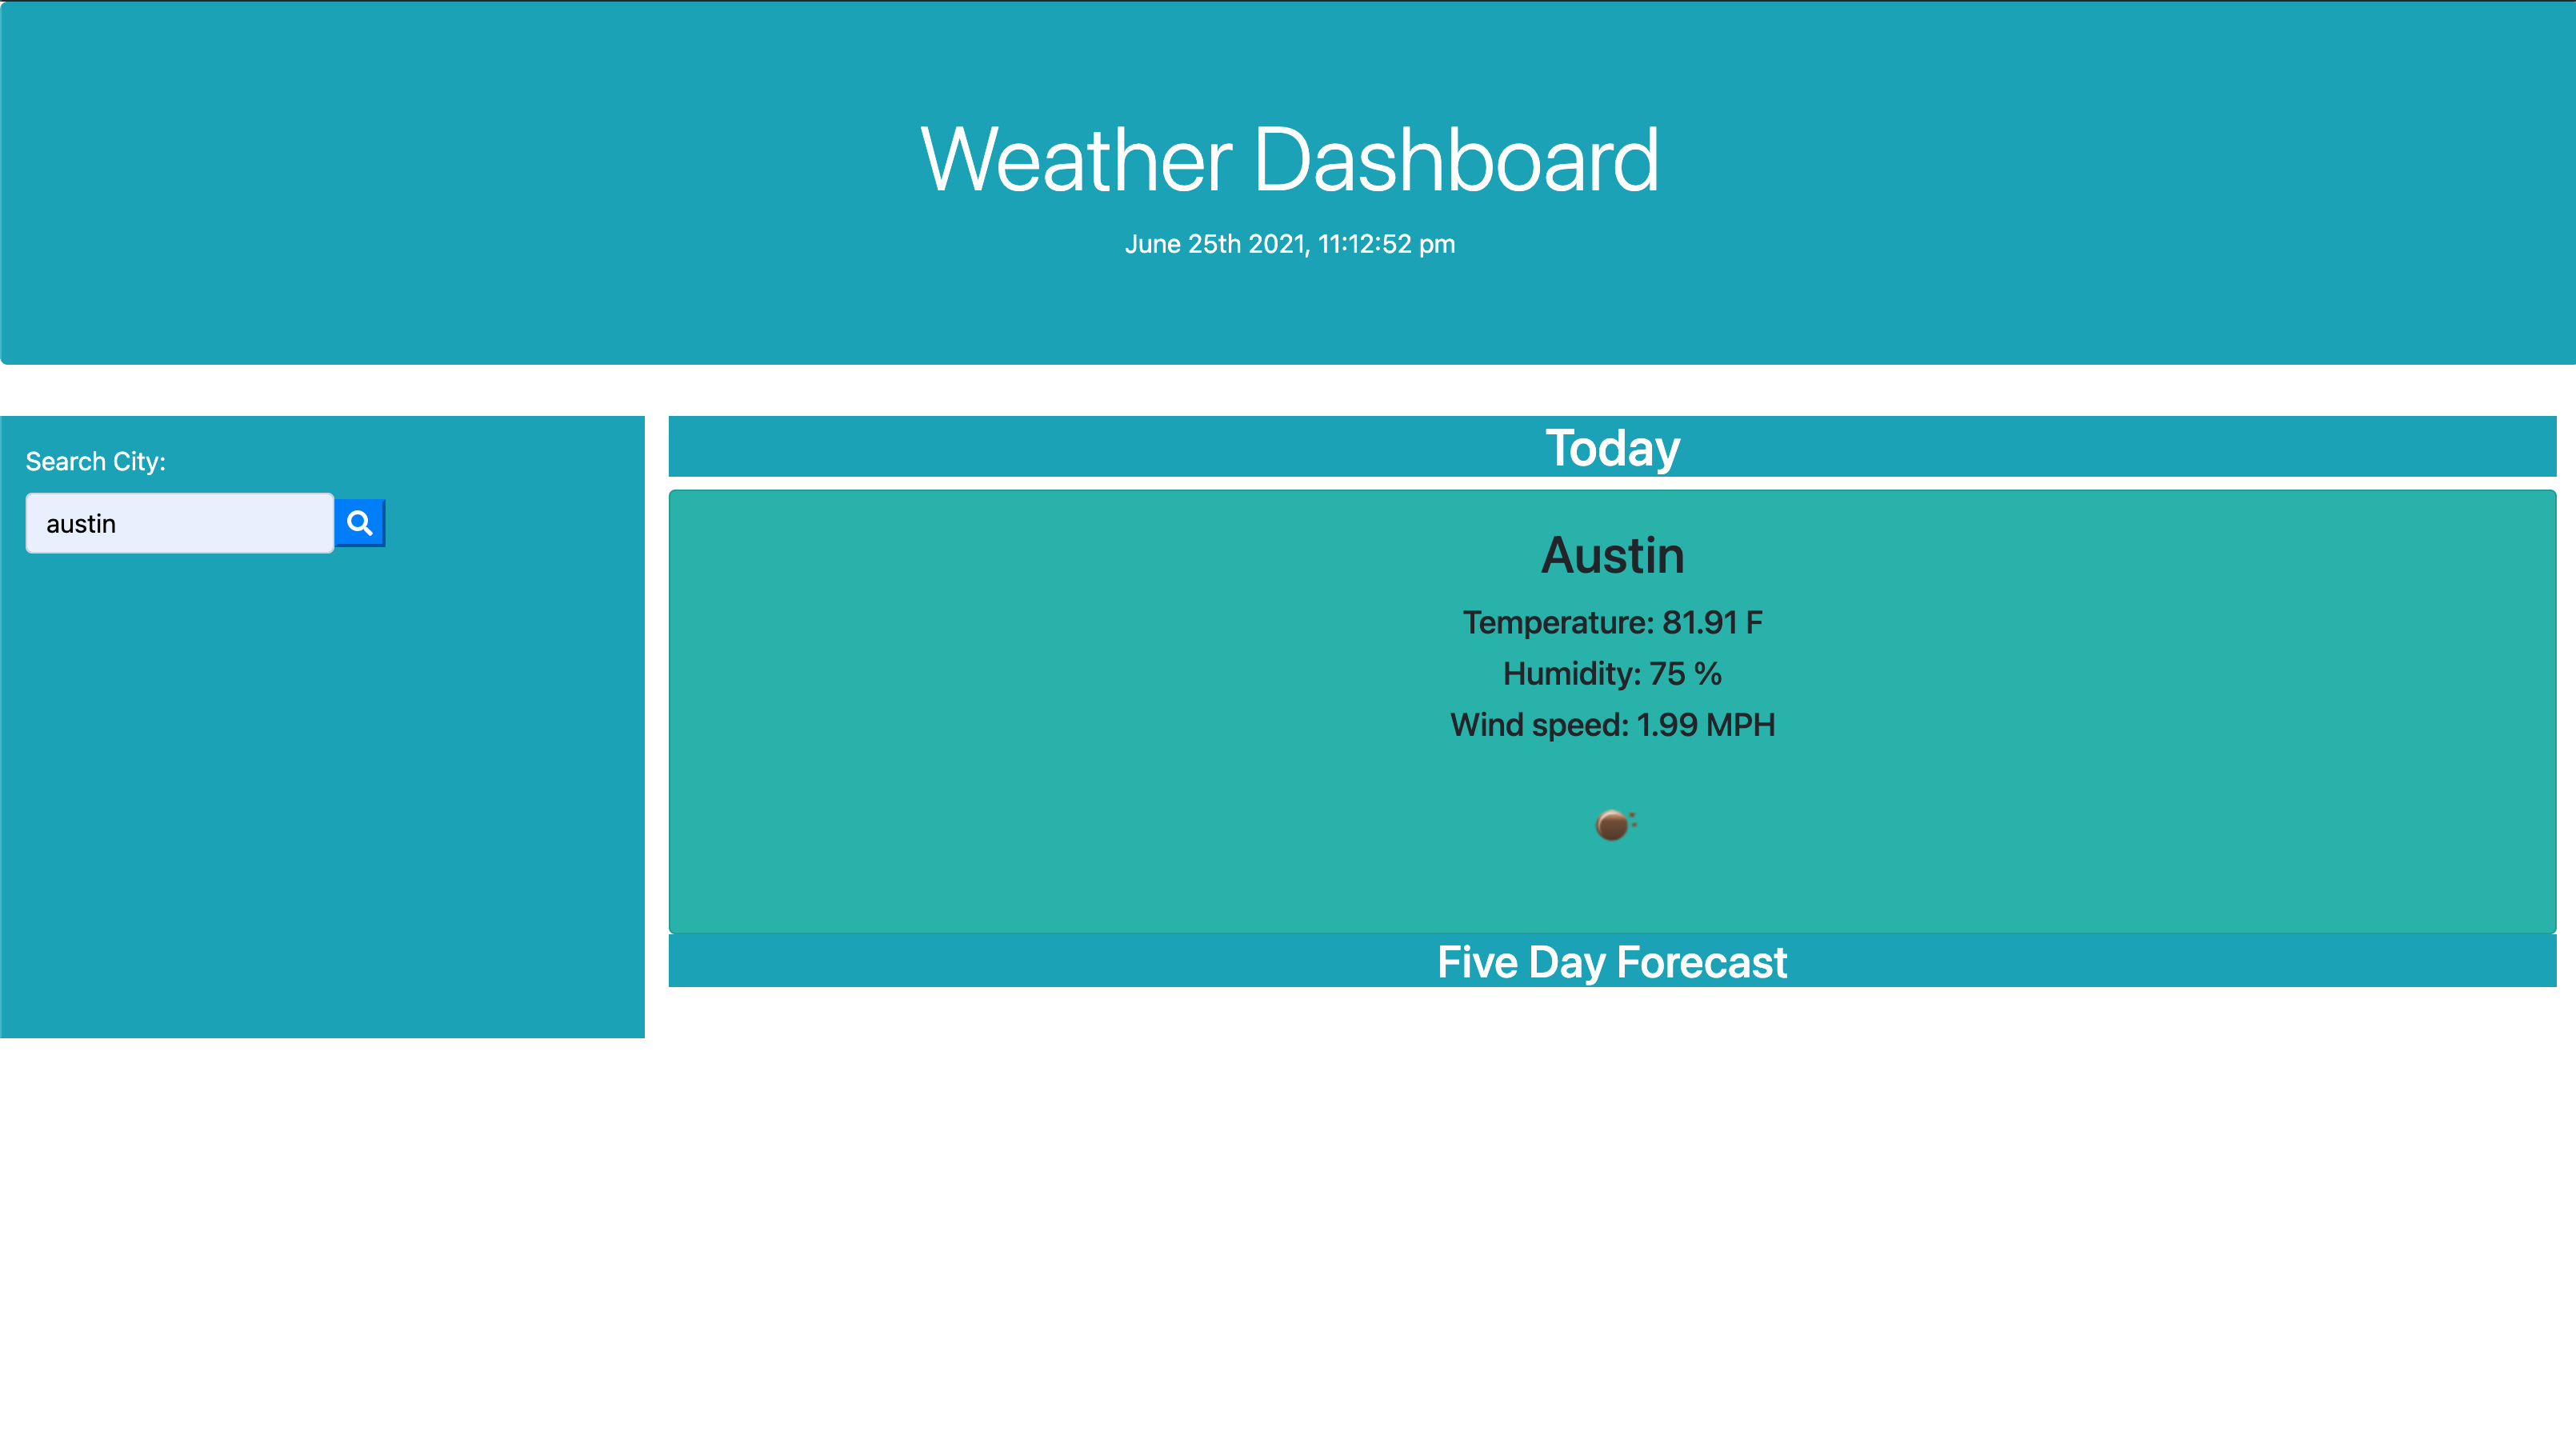 Weather Dashboard
June 25th 2021, 11:12:52 pm
Search City:
austin
Today
Austin
Temperature: 81.91 F
Humidity: 75 %
Wind speed: 1.99 MPH
Five Day Forecast